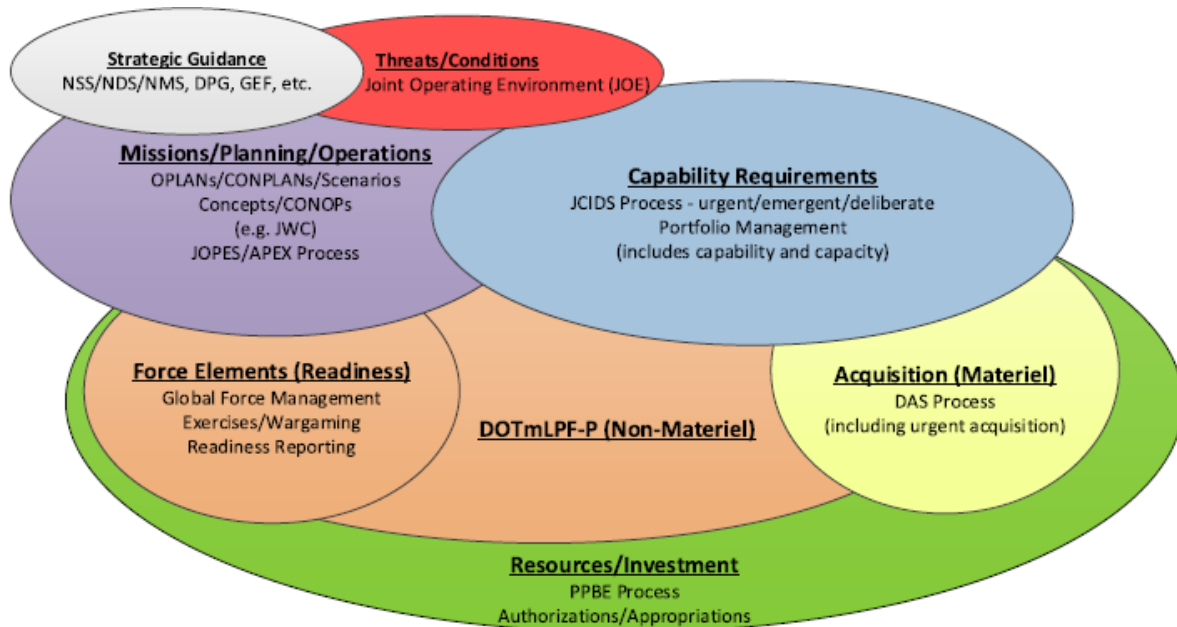 Strategic Guidance
NSS/NDS/NMS, DPG, GEF, etc.
Threats/Conditions
Joint Operating Environment (JOE)
Missions/Planning/Operations
OPLANs/CONPLANs/Scenarios
Concepts/CONOPs
(e.g. JWC)
JOPES/APEX Process
Capability Requirements
JCIDS Process - urgent/emergent/deliberate
Portfolio Management
(includes capability and capacity)
Force Elements (Readiness)
Global Force Management
Exercises/Wargaming
Readiness Reporting
DOTmLPF-P (Non-Materiel)
Acquisition (Materiel)
DAS Process
(including urgent acquisition)
Resources/Investment
PPBE Process
Authorizations/Appropriations